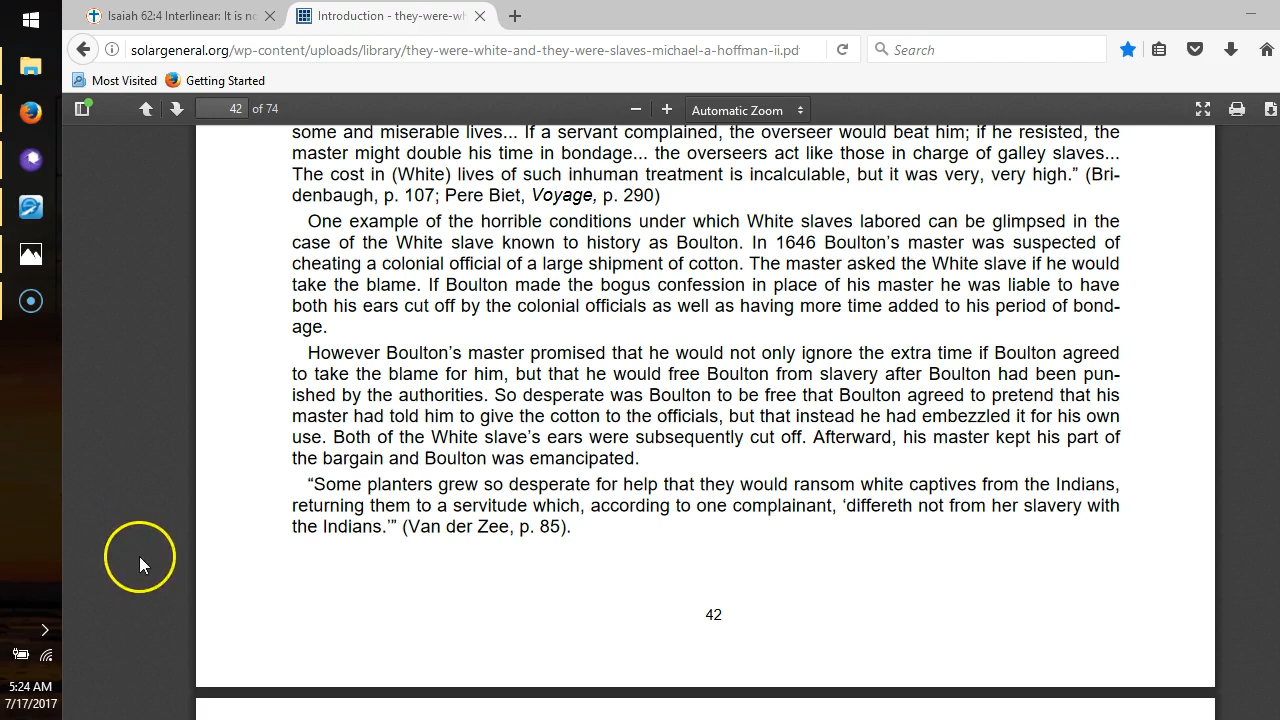 Isaiah 62:4 Interlinear: It is no
Introduction - they-were-wh
solargeneral.org/wp-content/uploads/library/they-were-white-and-they-were-slaves-michael-a-hoffman-ii.pd
Search
Most Visited
Getting Started
42 of 74
Automatic Zoom
some and miserable lives... If a servant complained, the overseer would beat him; if he resisted, the
master might double his time in bondage... the overseers act like those in charge of galley slaves...
The cost in (White) lives of such inhuman treatment is incalculable, but it was very, very high.” (Bri-
denbaugh, p. 107; Pere Biet, Voyage, p. 290)
One example of the horrible conditions under which White slaves labored can be glimpsed in the
case of the White slave known to history as Boulton. In 1646 Boulton’s master was suspected of
cheating a colonial official of a large shipment of cotton. The master asked the White slave if he would
take the blame. If Boulton made the bogus confession in place of his master he was liable to have
both his ears cut off by the colonial officials as well as having more time added to his period of bond-
age.
However Boulton’s master promised that he would not only ignore the extra time if Boulton agreed
to take the blame for him, but that he would free Boulton from slavery after Boulton had been pun-
ished by the authorities. So desperate was Boulton to be free that Boulton agreed to pretend that his
master had told him to give the cotton to the officials, but that instead he had embezzled it for his own
use. Both of the White slave’s ears were subsequently cut off. Afterward, his master kept his part of
the bargain and Boulton was emancipated.
“Some planters grew so desperate for help that they would ransom white captives from the Indians,
returning them to a servitude which, according to one complainant, ‘differeth not from her slavery with
the Indians.’” (Van der Zee, p. 85).
42
5:24 AM
7/17/2017